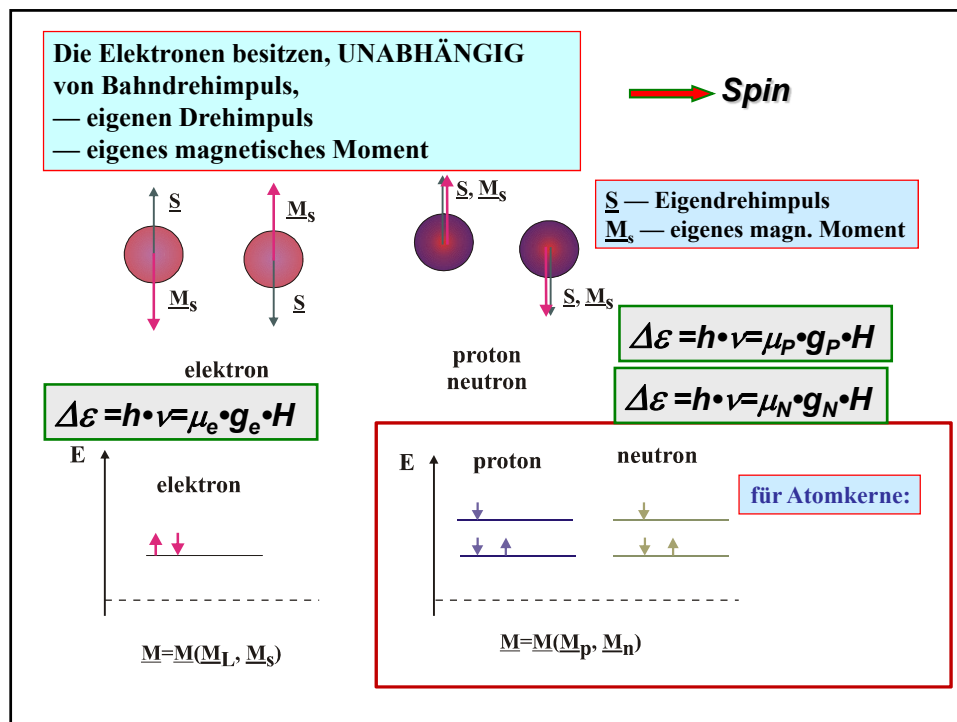 Die Elektronen besitzen, UNABHÄNGIG
von Bahndrehimpuls,
— eigenen Drehimpuls
— eigenes magnetisches Moment
Spin
S
M_s
M_s
S
S, M_s
S, M_s
S — Eigendrehimpuls
M_s — eigenes magn. Moment
elektron
proton
neutron
Δε =h•ν=μ_P•g_P•H
Δε =h•ν=μ_N•g_N•H
Δε =h•ν=μ_e•g_e•H
E
elektron
M=M(M_L, M_s)
E
proton
neutron
für Atomkerne:
M=M(M_p, M_n)